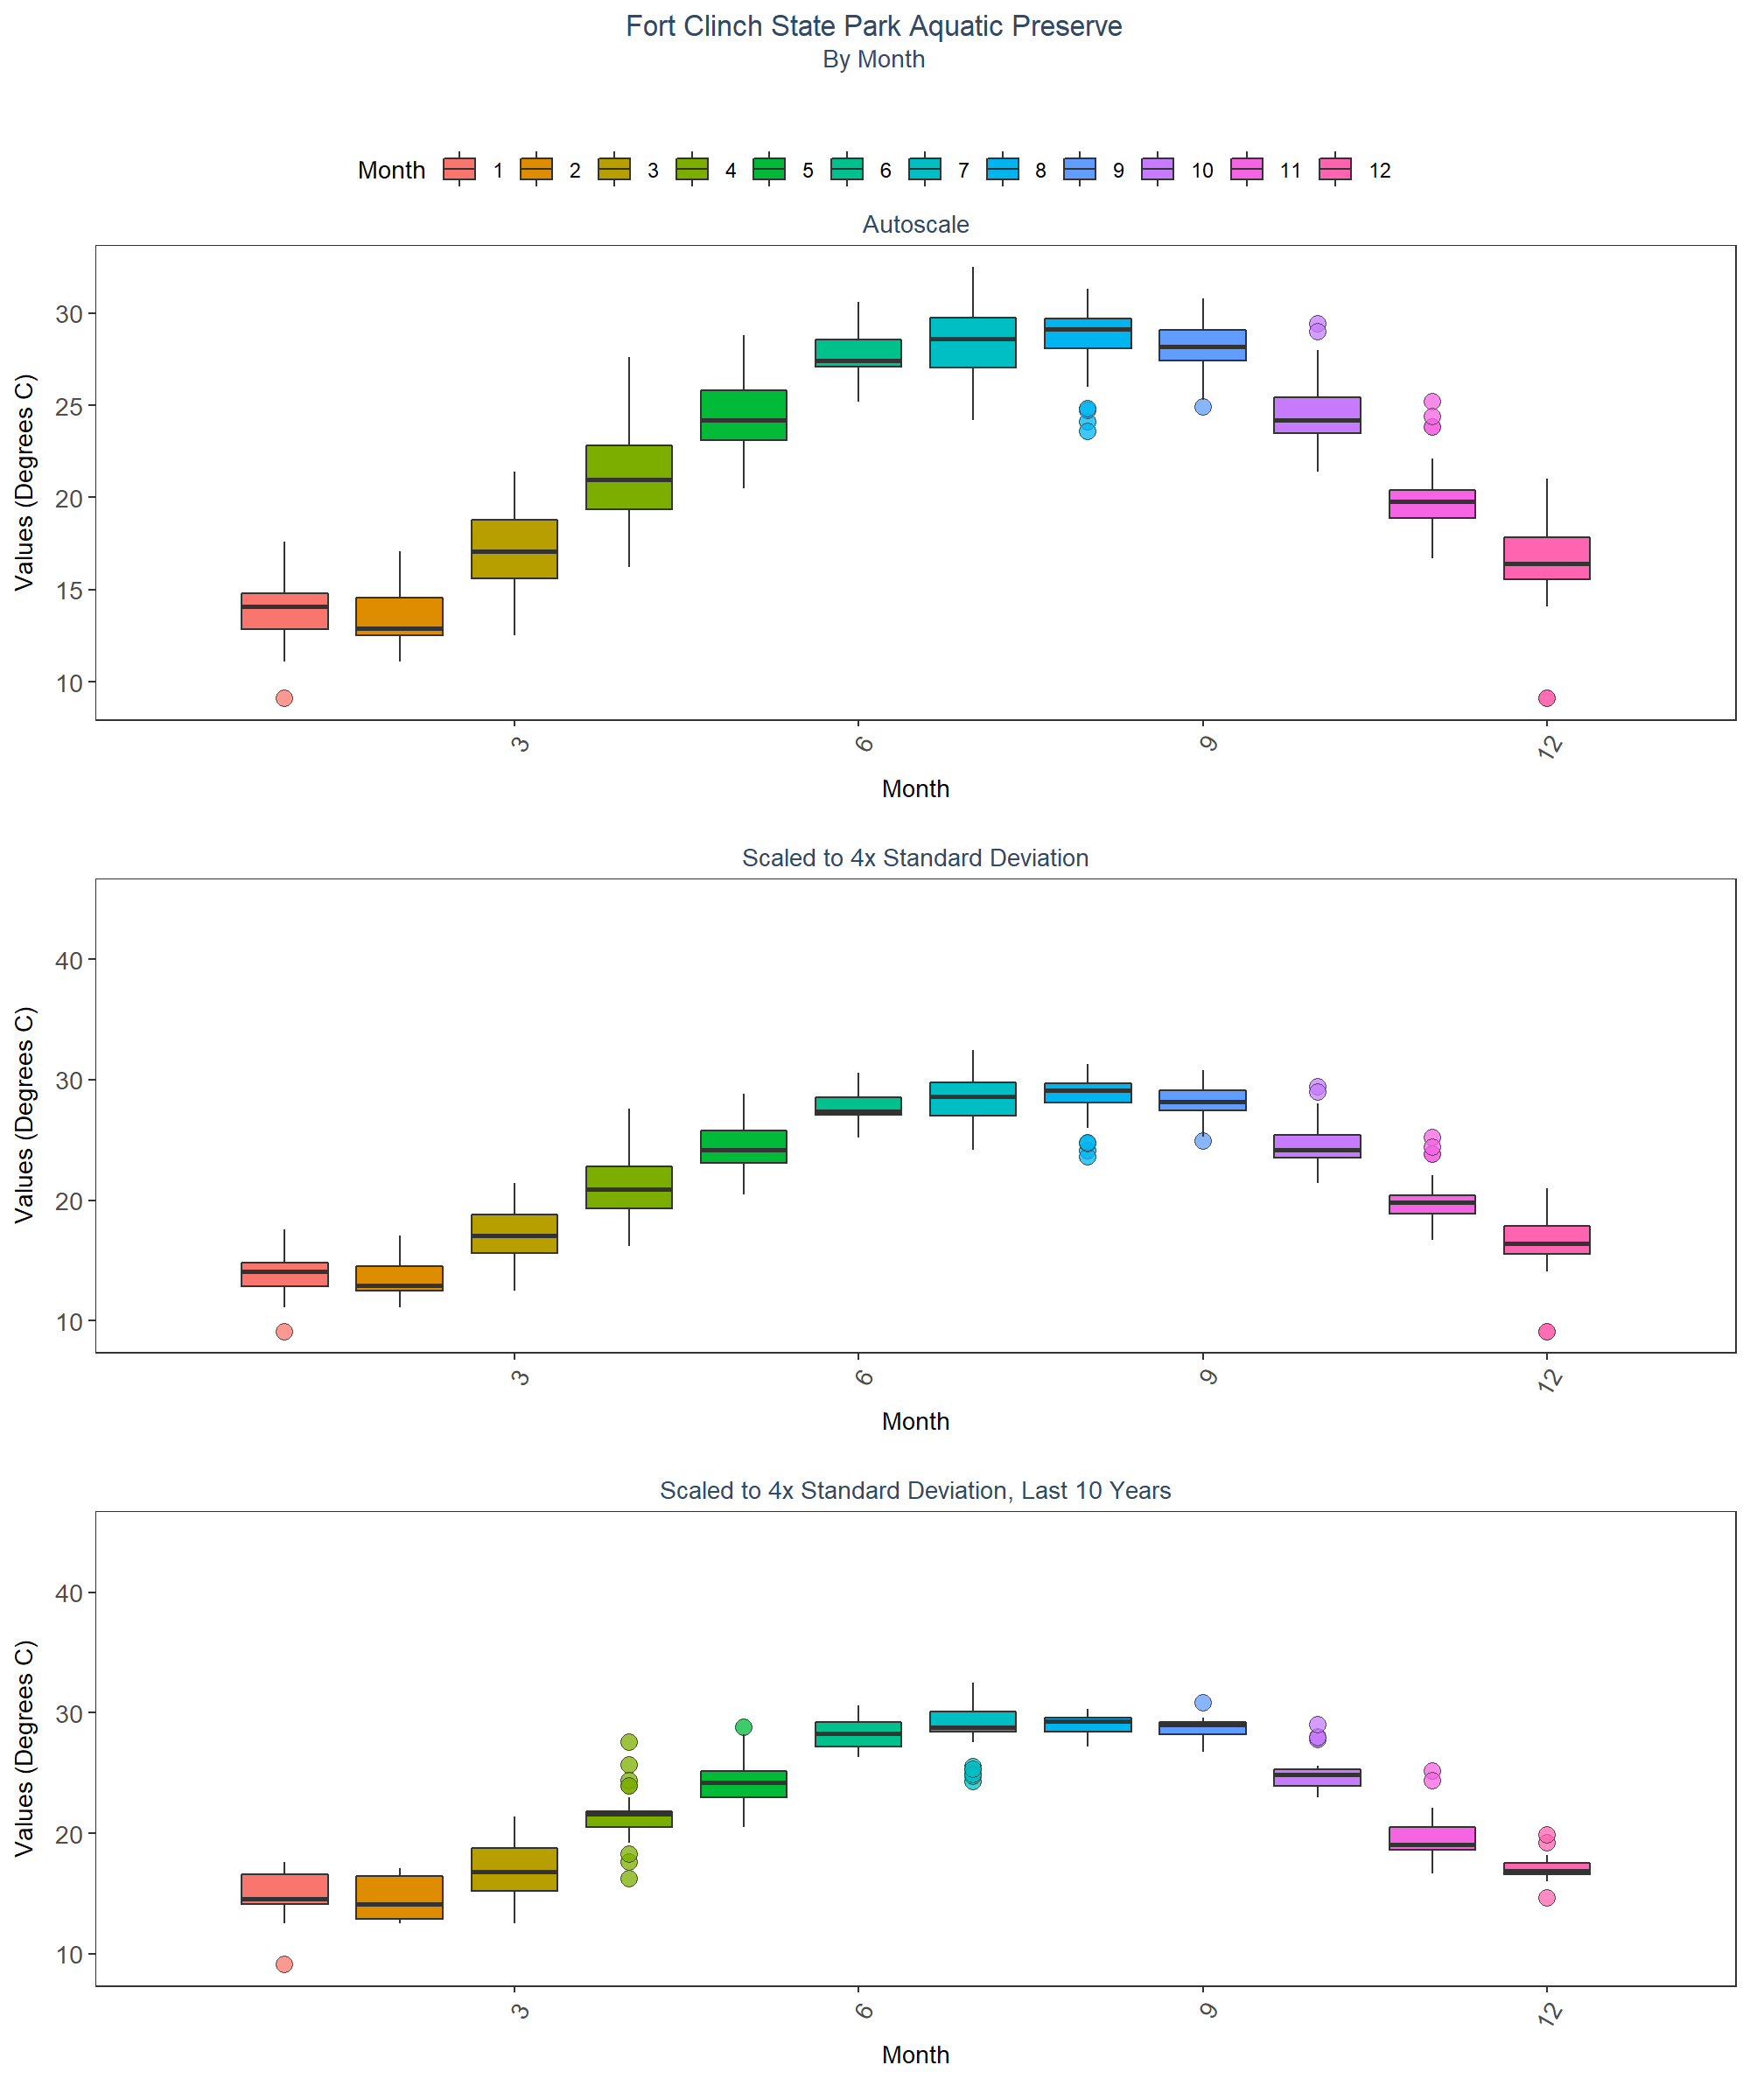 Fort Clinch State Park Aquatic Preserve
By Month
Month 1 2 3 4 5 6 7 8 9 10 11 12
Autoscale
Values (Degrees C)
30
25
20
15
10
3 6 9 12
Month
Scaled to 4x Standard Deviation
Values (Degrees C)
40
30
20
10
3 6 9 12
Month
Scaled to 4x Standard Deviation, Last 10 Years
Values (Degrees C)
40
30
20
10
3 6 9 12
Month